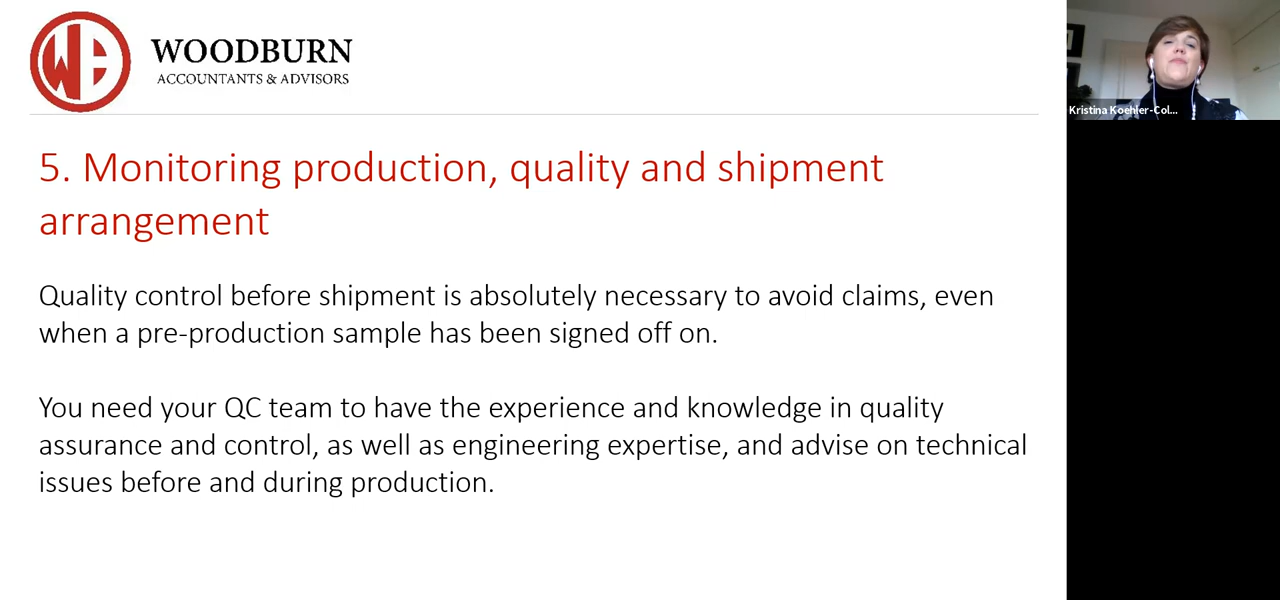 WB
WOODBURN
ACCOUNTANTS & ADVISORS
Kristina Koehler-Col...
5. Monitoring production, quality and shipment
arrangement
Quality control before shipment is absolutely necessary to avoid claims, even
when a pre-production sample has been signed off on.
You need your QC team to have the experience and knowledge in quality
assurance and control, as well as engineering expertise, and advise on technical
issues before and during production.